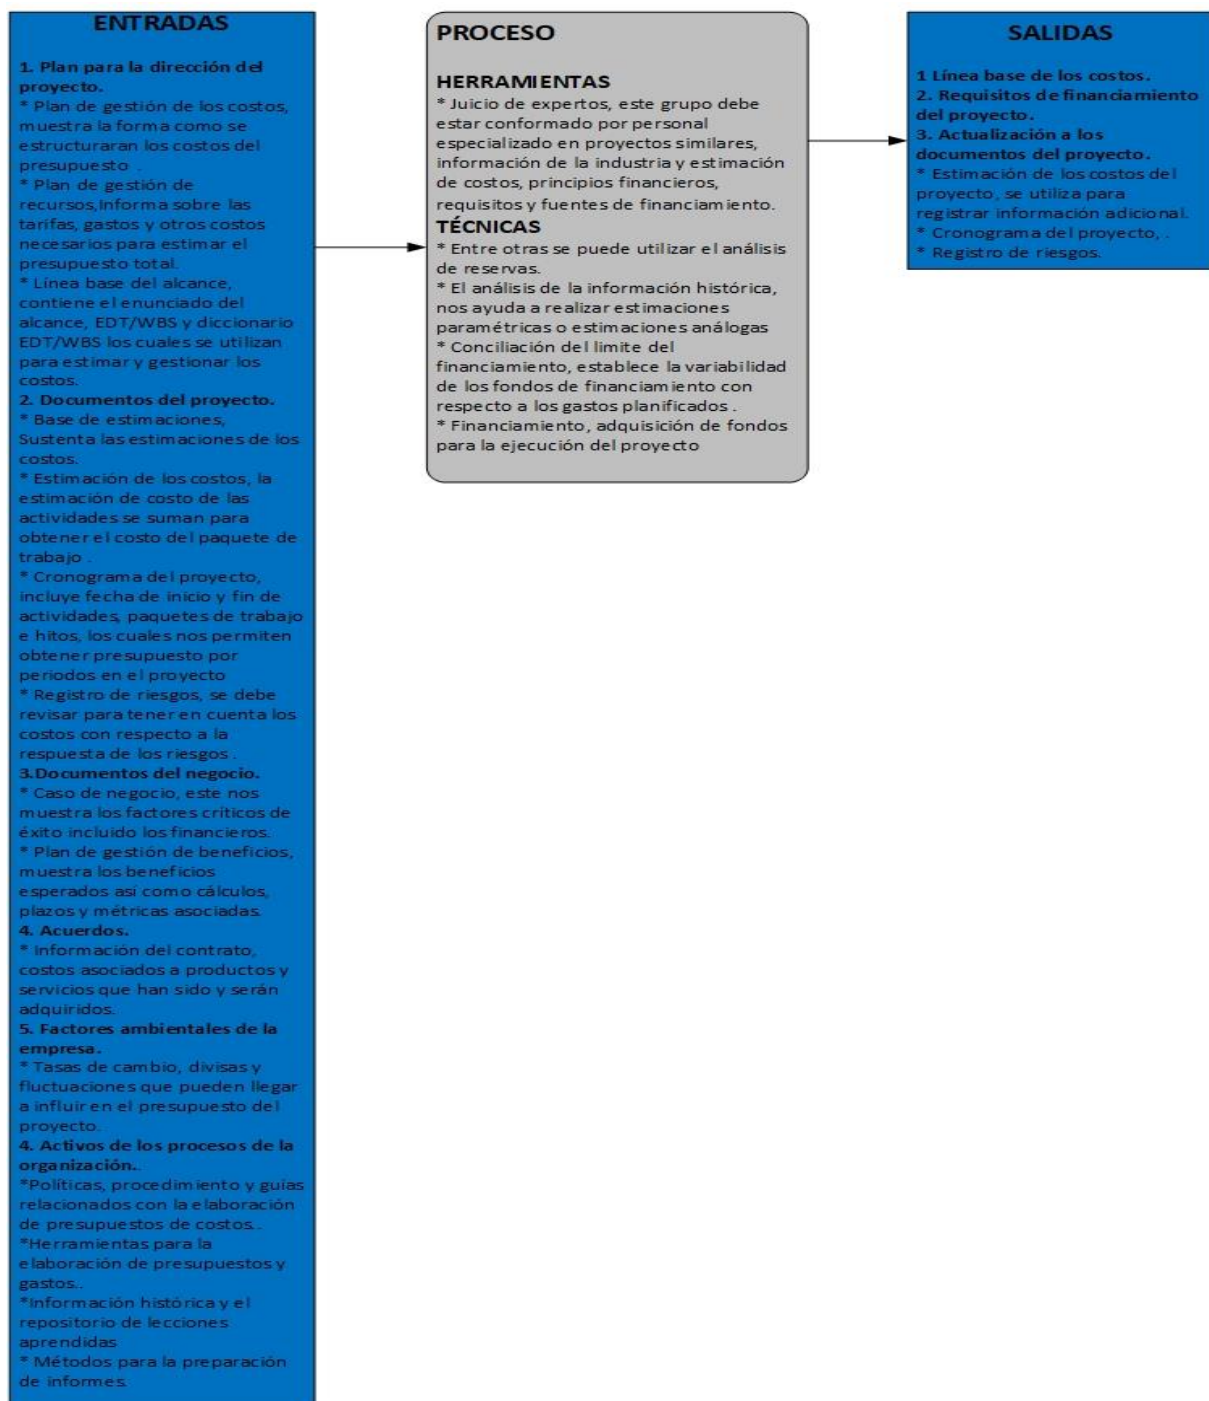 ENTRADAS
1. Plan para la dirección del
proyecto.
* Plan de gestión de los costos,
muestra la forma como se
estructuraran los costos del
presupuesto .
* Plan de gestión de
recursos,Informa sobre las
tarifas, gastos y otros costos
necesarios para estimar el
presupuesto total.
* Línea base del alcance,
contiene el enunciado del
alcance, EDT/WBS y diccionario
EDT/WBS los cuales se utilizan
para estimar y gestionar los
costos.
2. Documentos del proyecto.
* Base de estimaciones,
Sustenta las estimaciones de los
costos.
* Estimación de los costos, la
estimación de costo de las
actividades se suman para
obtener el costo del paquete de
trabajo .
* Cronograma del proyecto,
incluye fecha de inicio y fin de
actividades, paquetes de trabajo
e hitos, los cuales nos permiten
obtener presupuesto por
periodos en el proyecto
* Registro de riesgos, se debe
revisar para tener en cuenta los
costos con respecto a la
respuesta de los riesgos .
3.Documentos del negocio.
* Caso de negocio, este nos
muestra los factores críticos de
éxito incluido los financieros.
* Plan de gestión de beneficios,
muestra los beneficios
esperados así como cálculos,
plazos y métricas asociadas.
4. Acuerdos.
* Información del contrato,
costos asociados a productos y
servicios que han sido y serán
adquiridos.
5. Factores ambientales de la
empresa.
* Tasas de cambio, divisas y
fluctuaciones que pueden llegar
a influir en el presupuesto del
proyecto.
4. Activos de los procesos de la
organización..
*Políticas, procedimiento y guías
relacionados con la elaboración
de presupuestos de costos..
*Herramientas para la
elaboración de presupuestos y
gastos..
*Información histórica y el
repositorio de lecciones
aprendidas
* Métodos para la preparación
de informes.
PROCESO
HERRAMIENTAS
* Juicio de expertos, este grupo debe
estar conformado por personal
especializado en proyectos similares,
información de la industria y estimación
de costos, principios financieros,
requisitos y fuentes de financiamiento.
TÉCNICAS
* Entre otras se puede utilizar el análisis
de reservas.
* El análisis de la información histórica,
nos ayuda a realizar estimaciones
paramétricas o estimaciones análogas
* Conciliación del limite del
financiamiento, establece la variabilidad
de los fondos de financiamiento con
respecto a los gastos planificados .
* Financiamiento, adquisición de fondos
para la ejecución del proyecto
SALIDAS
1 Línea base de los costos.
2. Requisitos de financiamiento
del proyecto.
3. Actualización a los
documentos del proyecto.
* Estimación de los costos del
proyecto, se utiliza para
registrar información adicional.
* Cronograma del proyecto, .
* Registro de riesgos.